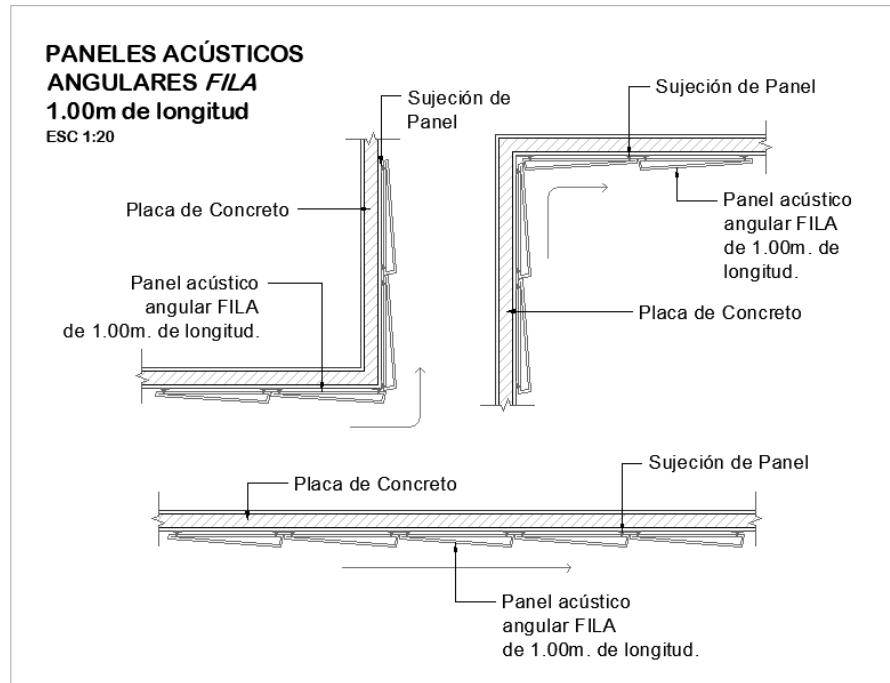 PANELES ACÚSTICOS
ANGULARES FILA
1.00m de longitud
ESC 1:20
Sujeción de
Panel
Placa de Concreto
Panel acústico
angular FILA
de 1.00m. de longitud.
Sujeción de Panel
Panel acústico
angular FILA
de 1.00m. de
longitud.
Placa de Concreto
Placa de Concreto
Sujeción de Panel
Panel acústico
angular FILA
de 1.00m. de longitud.